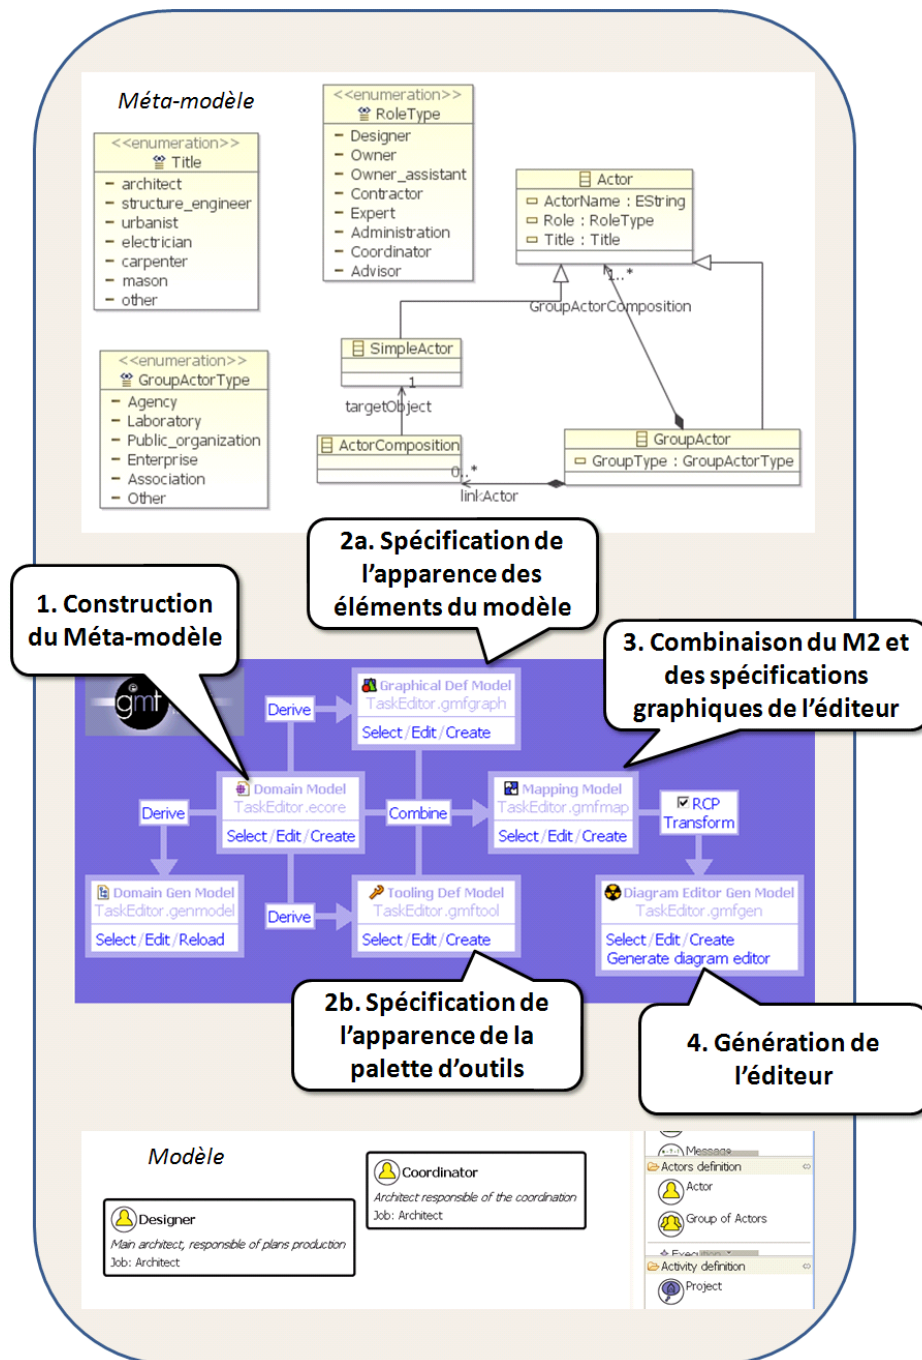 Méta-modèle
<<enumeration>>
Title
architect
structure_engineer
urbanist
electrician
carpenter
mason
other
<<enumeration>>
RoleType
Designer
Owner
Owner_assistant
Contractor
Expert
Administration
Coordinator
Advisor
Actor
ActorName : EString
Role : RoleType
Title : Title
1..*
GroupActorComposition
<<enumeration>>
GroupActorType
Agency
Laboratory
Public_organization
Enterprise
Association
Other
SimpleActor
1
targetObject
ActorComposition
0..*
linkActor
GroupActor
GroupType : GroupActorType
2a. Spécification de
l’apparence des
éléments du modèle
1. Construction
du Méta-modèle
3. Combinaison du M2 et
des spécifications
graphiques de l’éditeur
gmf
Derive
Graphical Def Model
TaskEditor.gmfgraph
Select/Edit/Create
Derive
Domain Model
TaskEditor.ecore
Select/Edit/Create
Combine
Mapping Model
TaskEditor.gmfmap
Select/Edit/Create
RCP
Transform
Domain Gen Model
TaskEditor.genmodel
Select/Edit/Reload
Derive
Tooling Def Model
TaskEditor.gmftool
Select/Edit/Create
Diagram Editor Gen Model
TaskEditor.gmfgen
Select/Edit/Create
Generate diagram editor
2b. Spécification de
l’apparence de la
palette d’outils
4. Génération de
l’éditeur
Modèle
Designer
Main architect, responsible of plans production
Job: Architect
Coordinator
Architect responsible of the coordination
Job: Architect
Message
Actors definition
Actor
Group of Actors
Activity definition
Project